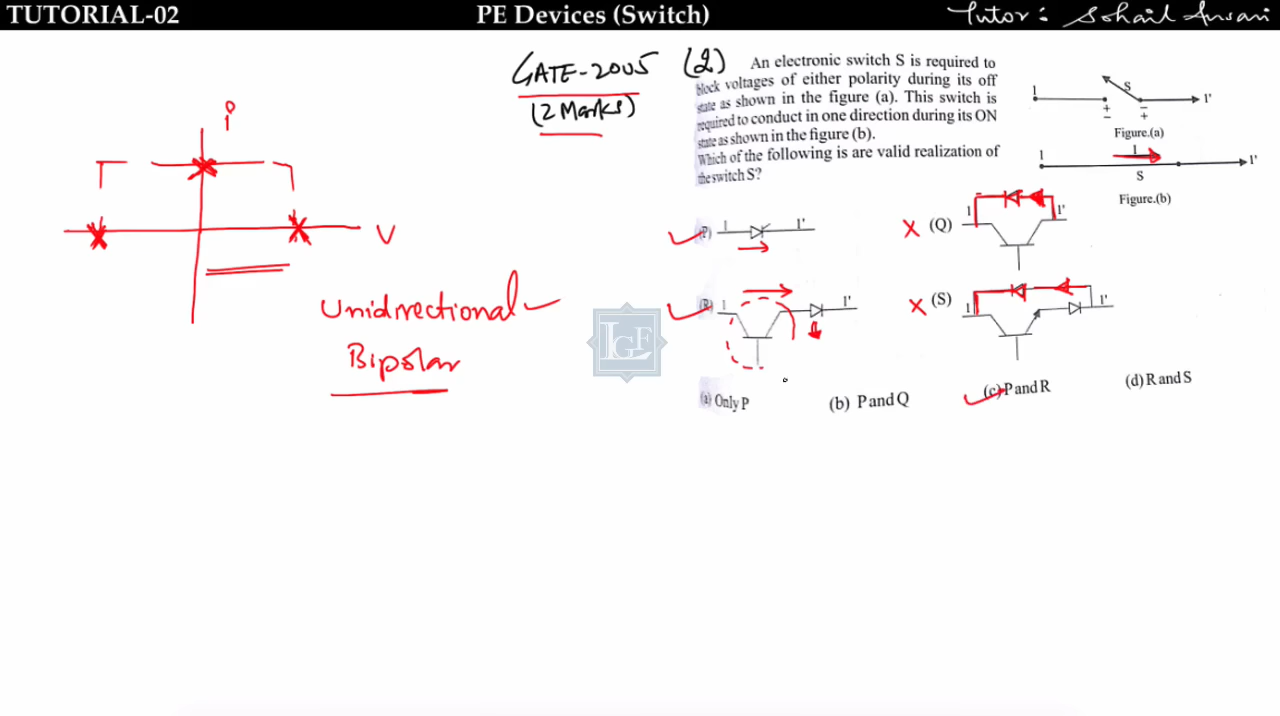 TUTORIAL-02
PE Devices (Switch)
Tutor: Sohail Ansari
GATE-2005
(2 Marks)
(2) An electronic switch S is required to
block voltages of either polarity during its off
state as shown in the figure (a). This switch is
required to conduct in one direction during its ON
state as shown in the figure (b).
Which of the following is are valid realization of
the switch S?
1 S 1'
+ −
− +
Figure.(a)
1 I 1'
S
Figure.(b)
i
V
Unidirectional
Bipolar
(P) 1 1'
(Q) 1 1'
(R) 1 1'
(S) 1 1'
(a) Only P
(b) P and Q
(c) P and R
(d) R and S
LGF